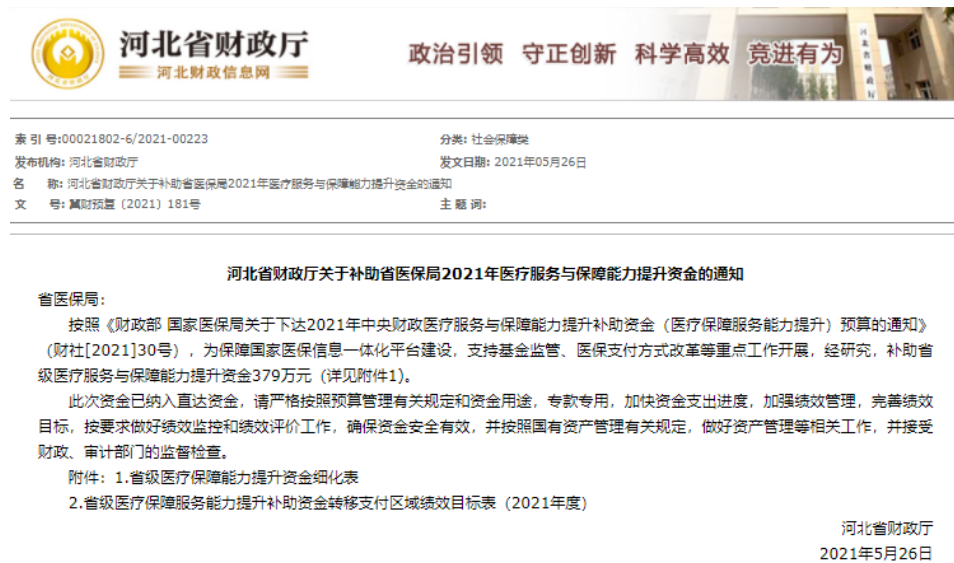 河北省财政厅
河北财政信息网
政治引领 守正创新 科学高效 竞进有为
河北省财政厅
索 引 号:00021802-6/2021-00223 分类: 社会保障类
发布机构: 河北省财政厅 发文日期: 2021年05月26日
名 称: 河北省财政厅关于补助省医保局2021年医疗服务与保障能力提升资金的通知
文 号: 冀财预复〔2021〕181号 主 题 词:
河北省财政厅关于补助省医保局2021年医疗服务与保障能力提升资金的通知
省医保局：
按照《财政部 国家医保局关于下达2021年中央财政医疗服务与保障能力提升补助资金（医疗保障服务能力提升）预算的通知》
（财社[2021]30号），为保障国家医保信息一体化平台建设，支持基金监管、医保支付方式改革等重点工作开展，经研究，补助省
级医疗服务与保障能力提升资金379万元（详见附件1）。
此次资金已纳入直达资金，请严格按照预算管理有关规定和资金用途，专款专用，加快资金支出进度，加强绩效管理，完善绩效
目标，按要求做好绩效监控和绩效评价工作，确保资金安全有效，并按照国有资产管理有关规定，做好资产管理等相关工作，并接受
财政、审计部门的监督检查。
附件：1.省级医疗保障能力提升资金细化表
2.省级医疗保障服务能力提升补助资金转移支付区域绩效目标表（2021年度）
河北省财政厅
2021年5月26日